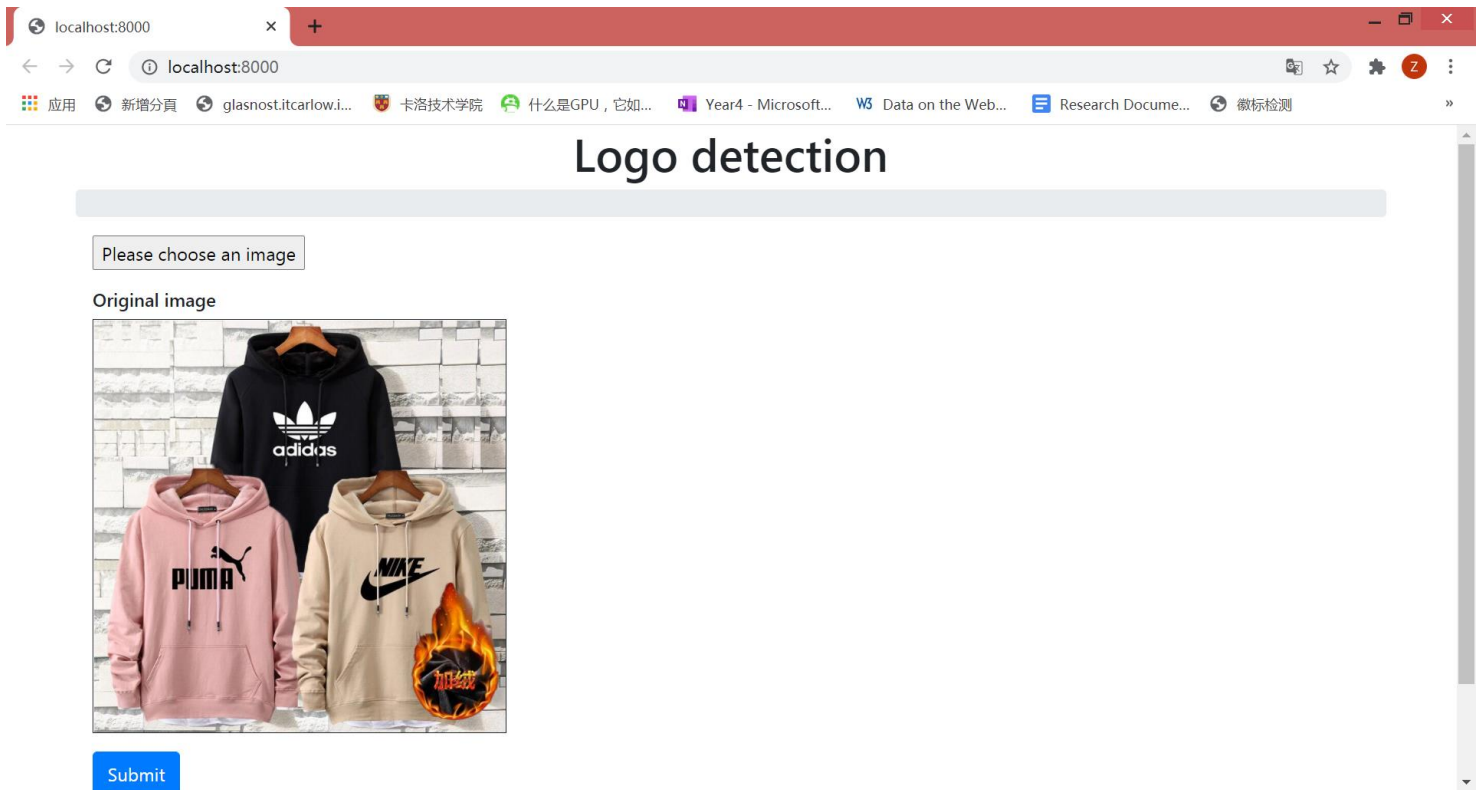 localhost:8000
localhost:8000
应用 新增分頁 glasnost.itcarlow.i... 卡洛技术学院 什么是GPU，它如... Year4 - Microsoft... Data on the Web... Research Docume... 徽标检测 »
Logo detection
Please choose an image
Original image
adidas
PUMA
NIKE
加绒
Submit